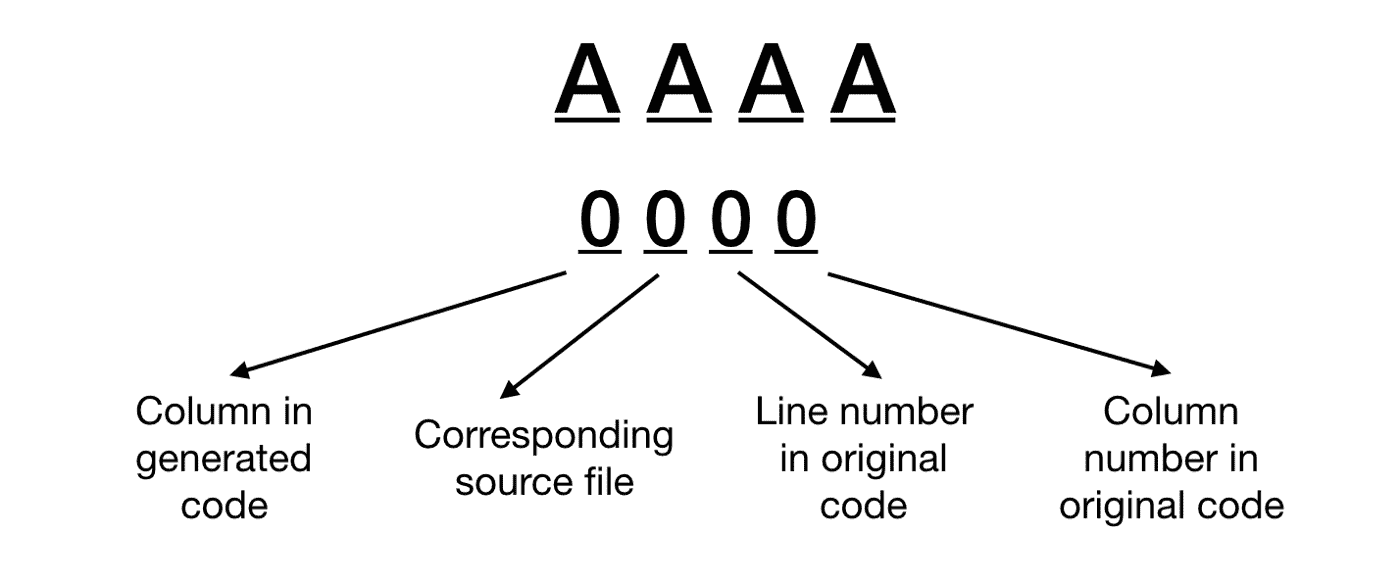 A A A A
0 0 0 0
Column in
generated
code
Corresponding
source file
Line number
in original
code
Column
number in
original code